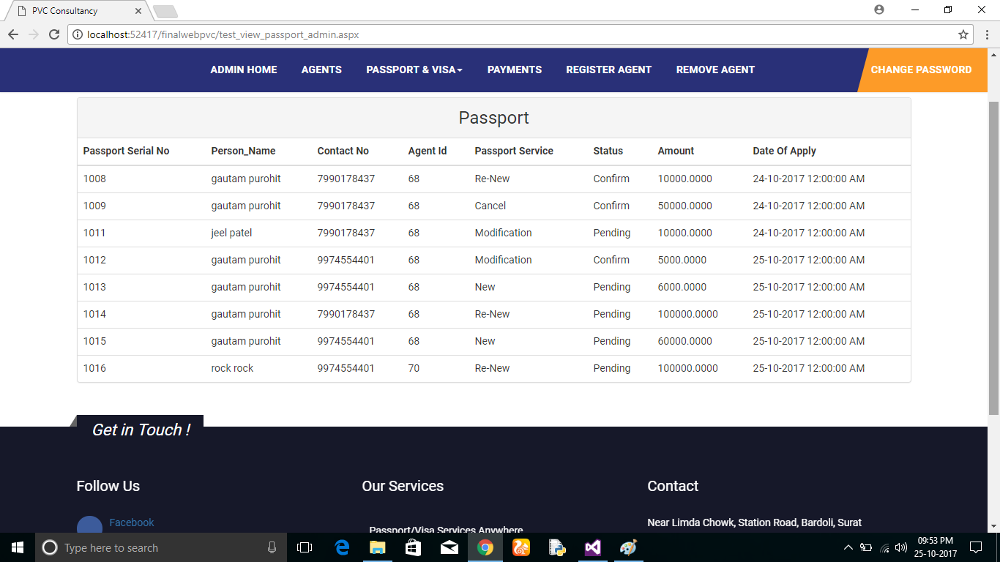 PVC Consultancy
localhost:52417/finalwebpvc/test_view_passport_admin.aspx
ADMIN HOME AGENTS PASSPORT & VISA PAYMENTS REGISTER AGENT REMOVE AGENT CHANGE PASSWORD
Passport
Passport Serial No Person_Name Contact No Agent Id Passport Service Status Amount Date Of Apply
1008 gautam purohit 7990178437 68 Re-New Confirm 10000.0000 24-10-2017 12:00:00 AM
1009 gautam purohit 7990178437 68 Cancel Confirm 50000.0000 24-10-2017 12:00:00 AM
1011 jeel patel 7990178437 68 Modification Pending 10000.0000 24-10-2017 12:00:00 AM
1012 gautam purohit 9974554401 68 Modification Confirm 5000.0000 25-10-2017 12:00:00 AM
1013 gautam purohit 9974554401 68 New Pending 6000.0000 25-10-2017 12:00:00 AM
1014 gautam purohit 7990178437 68 Re-New Pending 100000.0000 25-10-2017 12:00:00 AM
1015 gautam purohit 9974554401 68 New Pending 60000.0000 25-10-2017 12:00:00 AM
1016 rock rock 9974554401 70 Re-New Pending 100000.0000 25-10-2017 12:00:00 AM
Get in Touch !
Follow Us Our Services Contact
Facebook Passport/Visa Services Anywhere Near Limda Chowk, Station Road, Bardoli, Surat
Type here to search
09:53 PM
25-10-2017